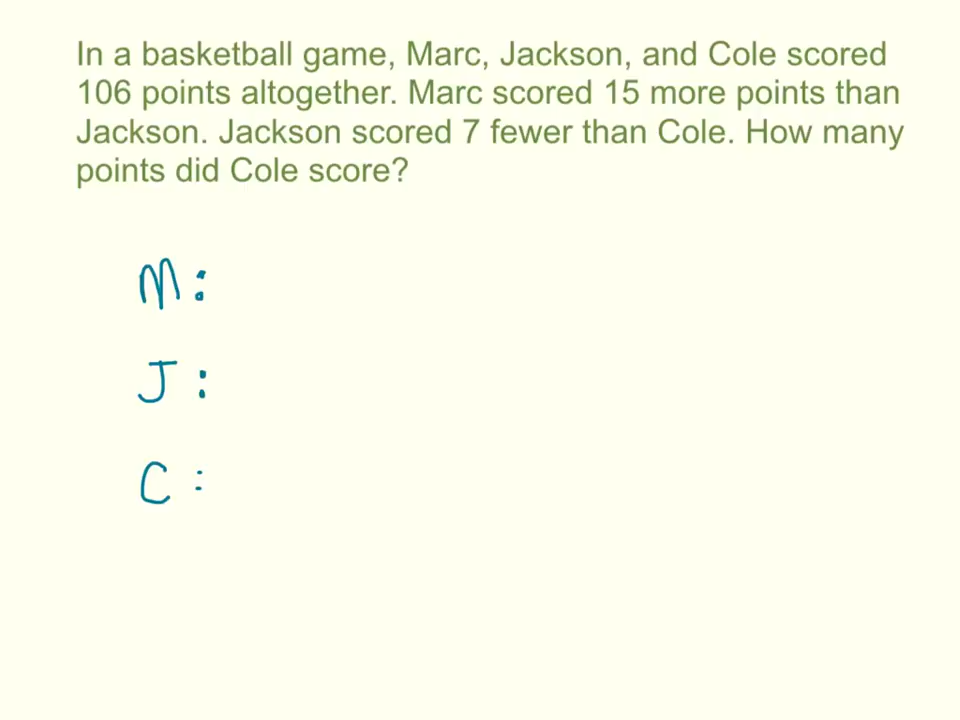 In a basketball game, Marc, Jackson, and Cole scored
106 points altogether. Marc scored 15 more points than
Jackson. Jackson scored 7 fewer than Cole. How many
points did Cole score?
M:
J:
C: